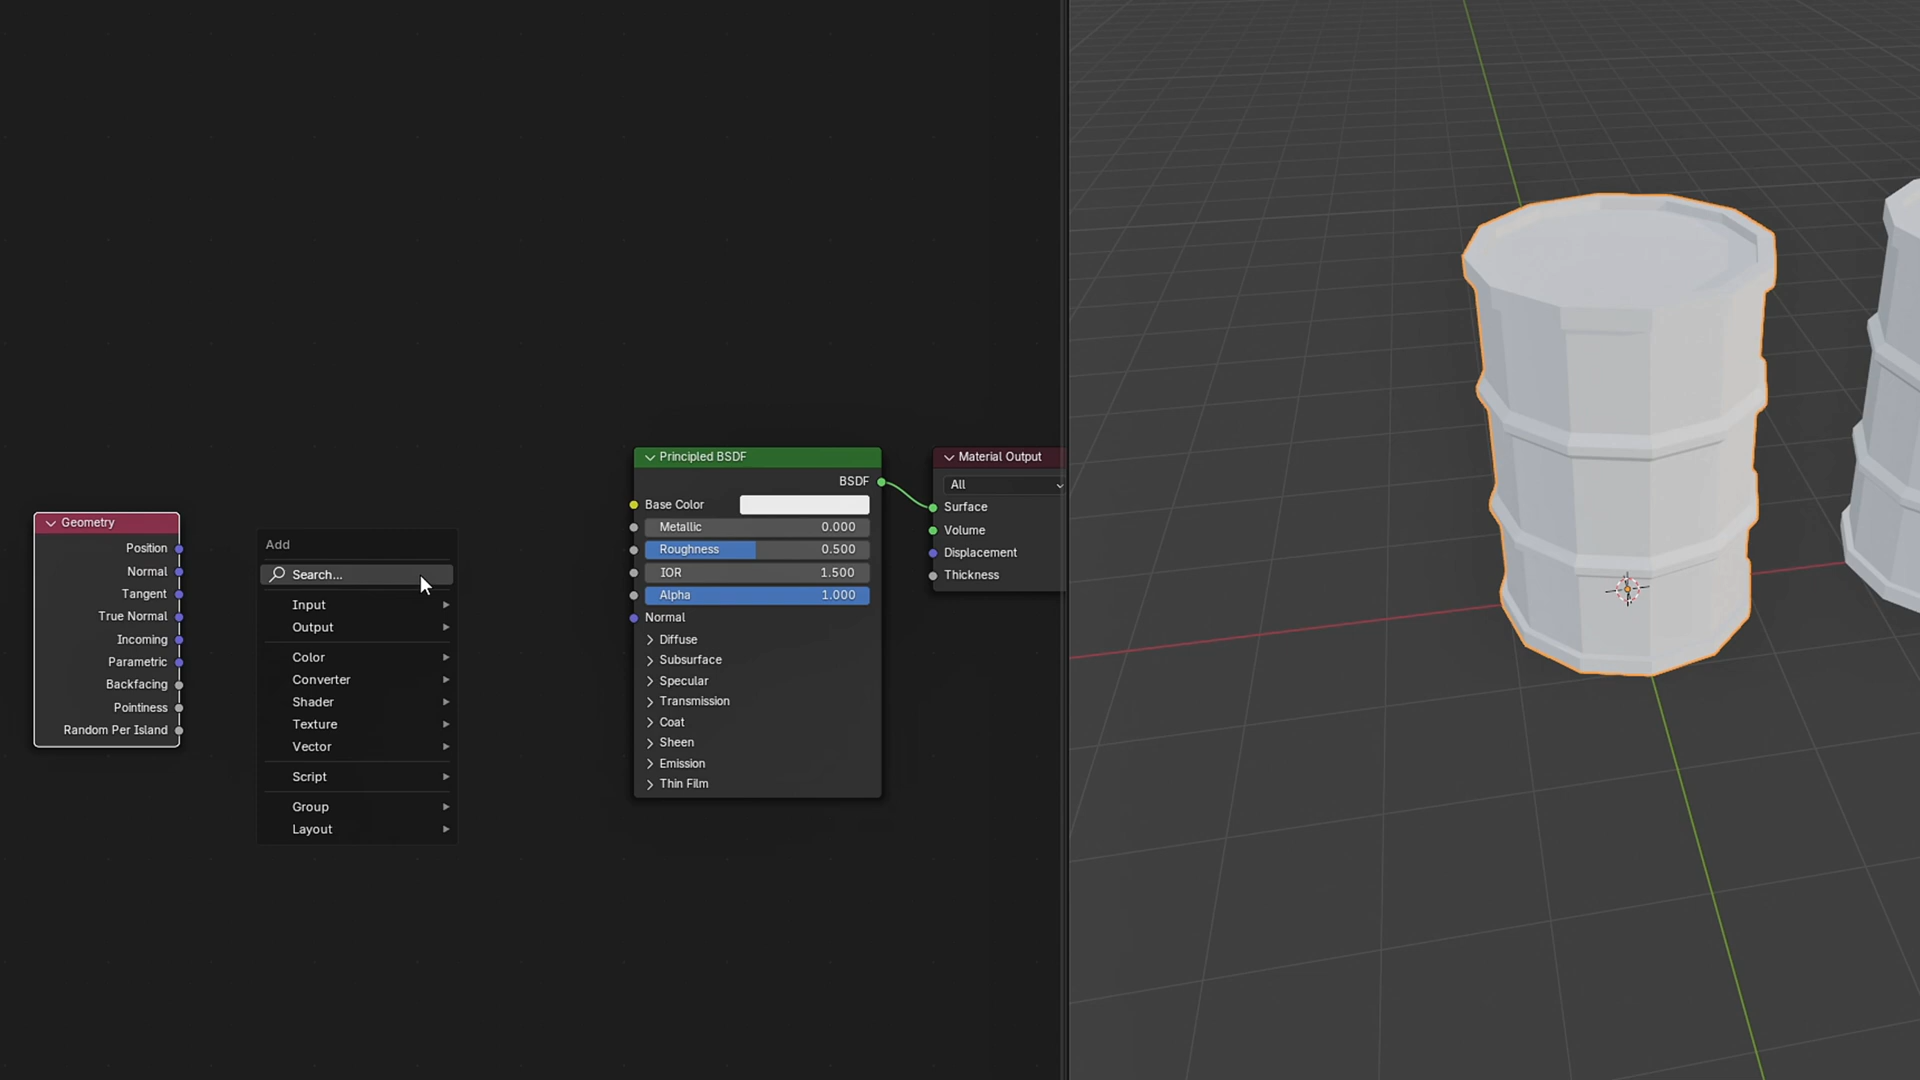 Geometry
Position
Normal
Tangent
True Normal
Incoming
Parametric
Backfacing
Pointiness
Random Per Island
Add
Search...
Input
Output
Color
Converter
Shader
Texture
Vector
Script
Group
Layout
Principled BSDF
BSDF
Base Color
Metallic 0.000
Roughness 0.500
IOR 1.500
Alpha 1.000
Normal
Diffuse
Subsurface
Specular
Transmission
Coat
Sheen
Emission
Thin Film
Material Output
All
Surface
Volume
Displacement
Thickness